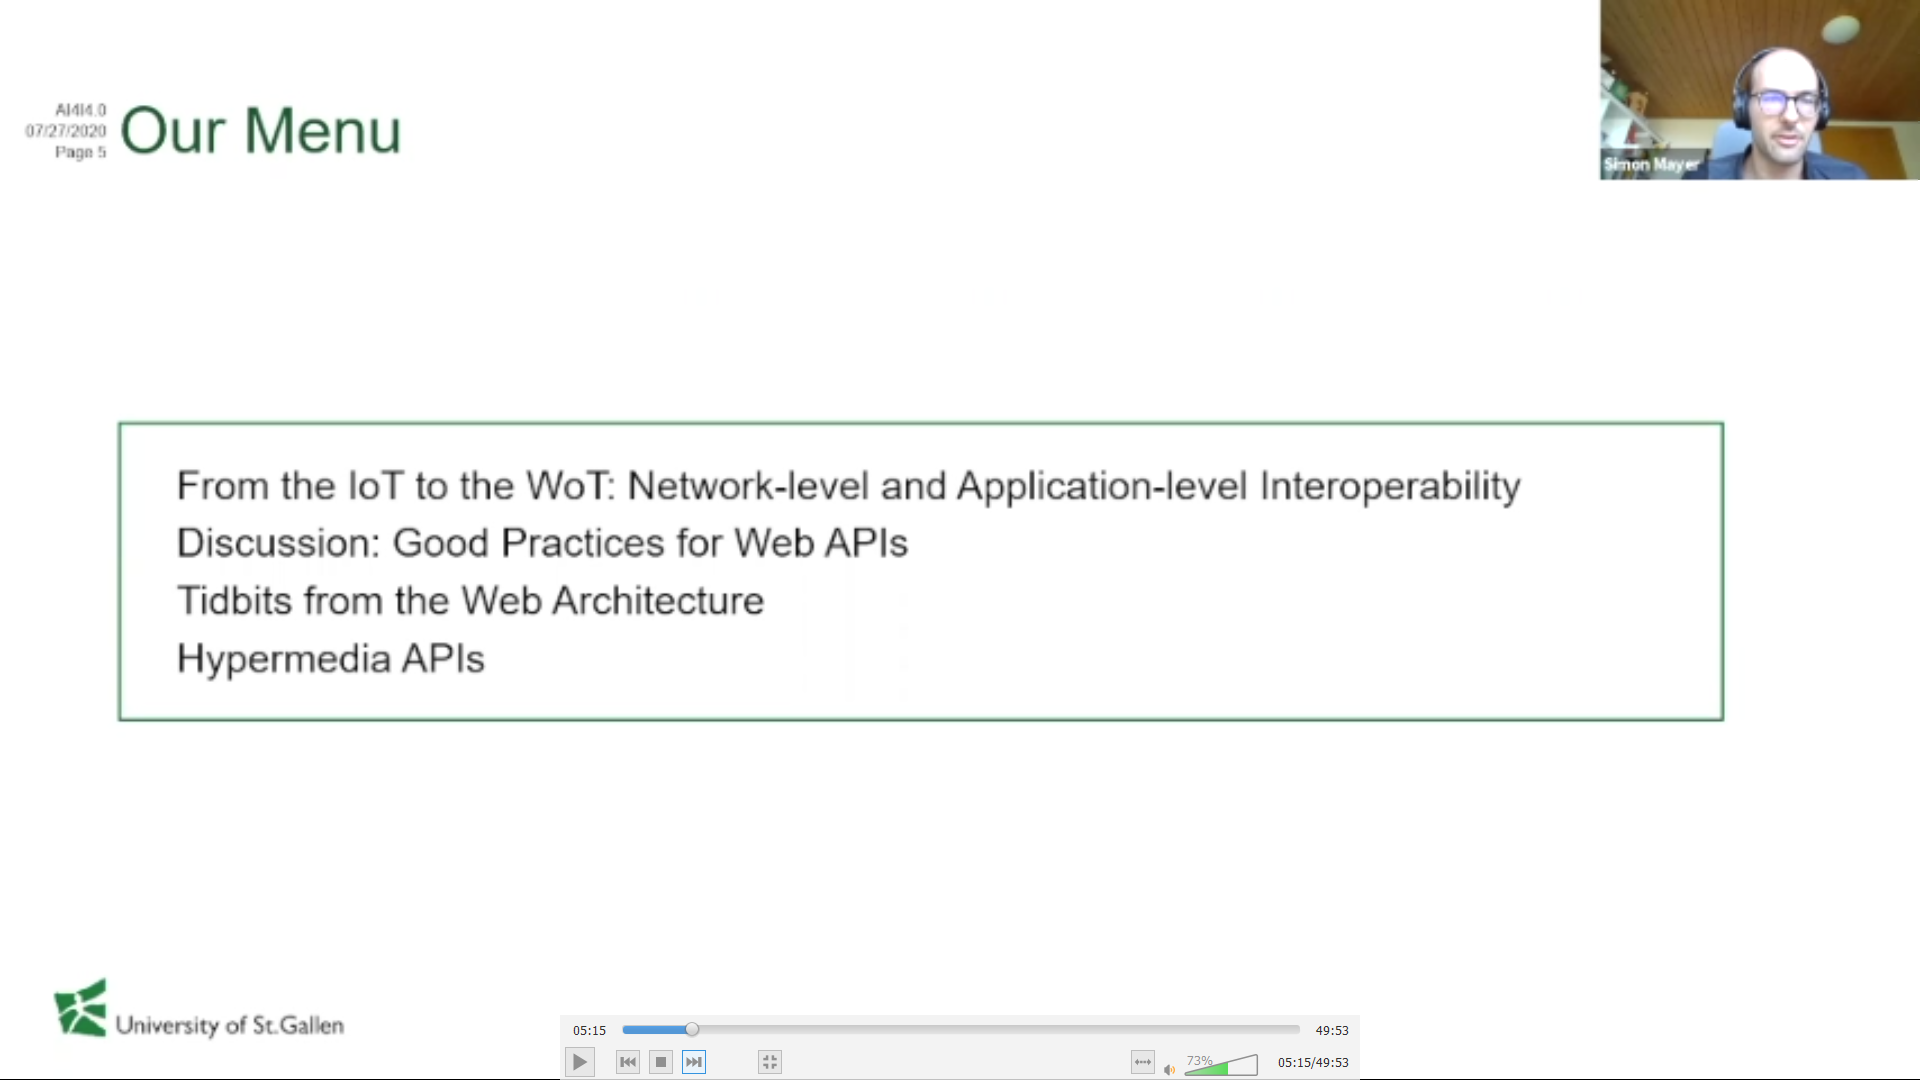 AI4I4.0
07/27/2020
Page 5
Our Menu
Simon Mayer
From the IoT to the WoT: Network-level and Application-level Interoperability
Discussion: Good Practices for Web APIs
Tidbits from the Web Architecture
Hypermedia APIs
University of St.Gallen
05:15
49:53
73%
05:15/49:53